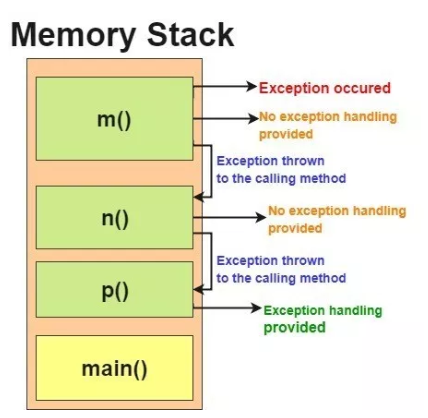 Memory Stack
m()
Exception occured
No exception handling
provided
Exception thrown
to the calling method
n()
No exception handling
provided
Exception thrown
to the calling method
p()
Exception handling
provided
main()